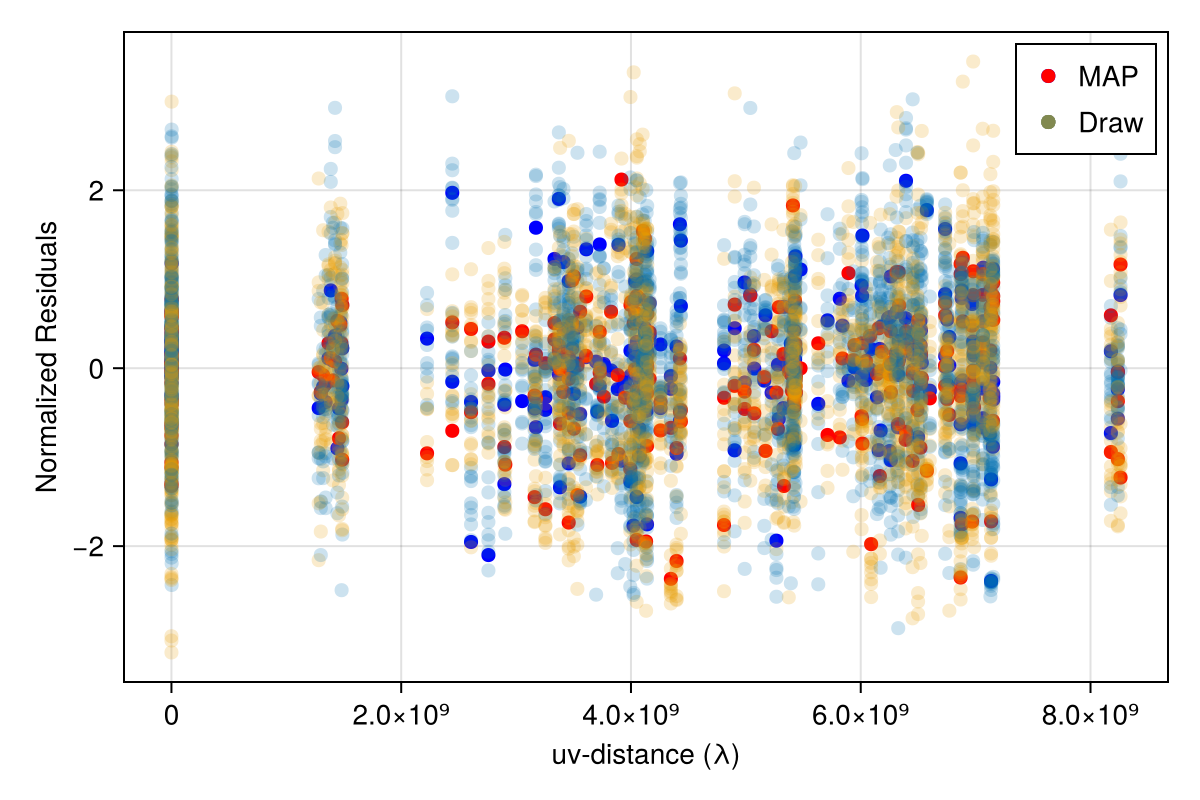 MAP
Draw
Normalized Residuals
2
0
−2
0
2.0×10⁹
4.0×10⁹
6.0×10⁹
8.0×10⁹
uv-distance (λ)